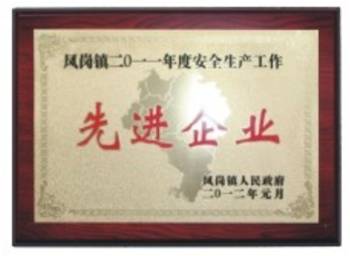 凤岗镇二〇一一年度安全生产工作
先进企业
凤岗镇人民政府
二〇一二年元月